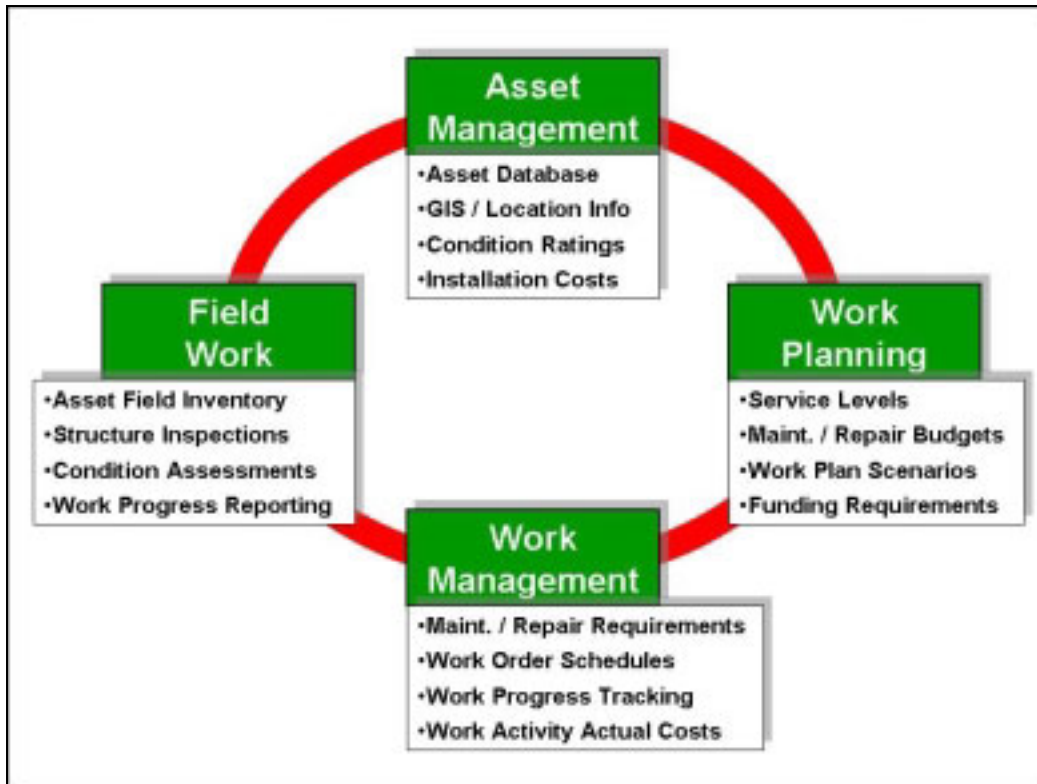 Asset
Management
•Asset Database
•GIS / Location Info
•Condition Ratings
•Installation Costs
Field
Work
•Asset Field Inventory
•Structure Inspections
•Condition Assessments
•Work Progress Reporting
Work
Planning
•Service Levels
•Maint. / Repair Budgets
•Work Plan Scenarios
•Funding Requirements
Work
Management
•Maint. / Repair Requirements
•Work Order Schedules
•Work Progress Tracking
•Work Activity Actual Costs